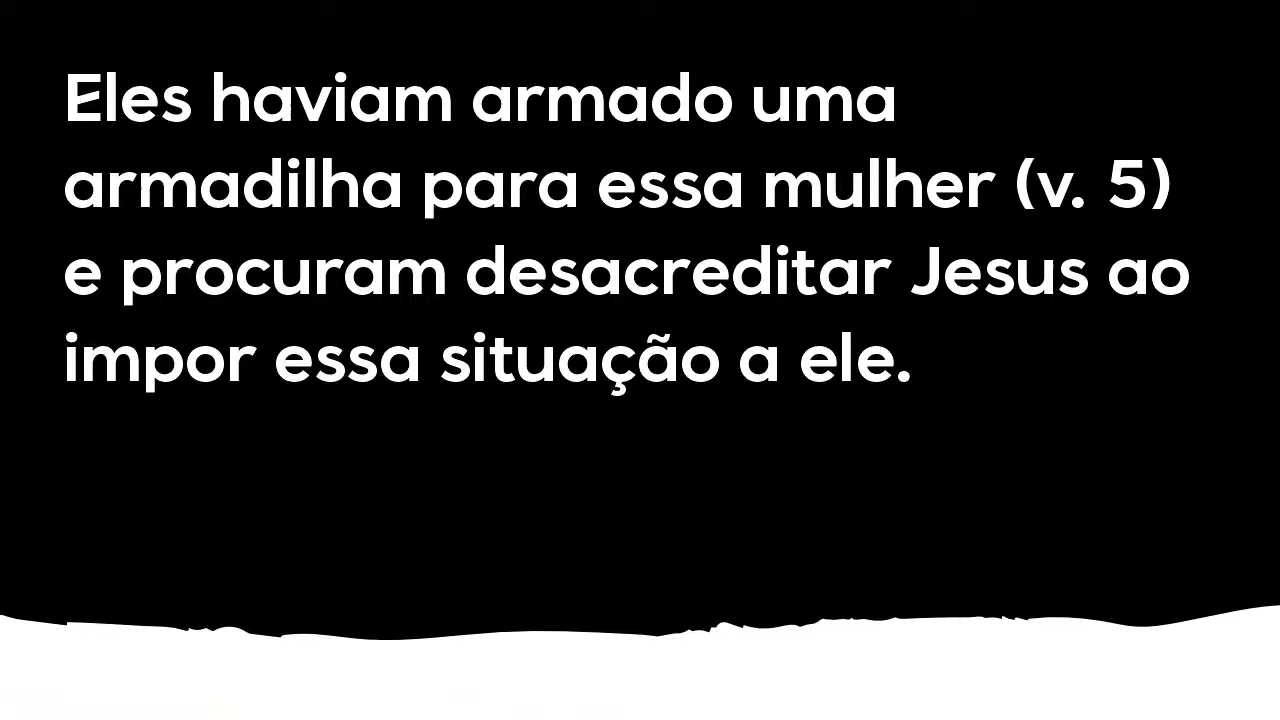 Eles haviam armado uma
armadilha para essa mulher (v. 5)
e procuram desacreditar Jesus ao
impor essa situação a ele.